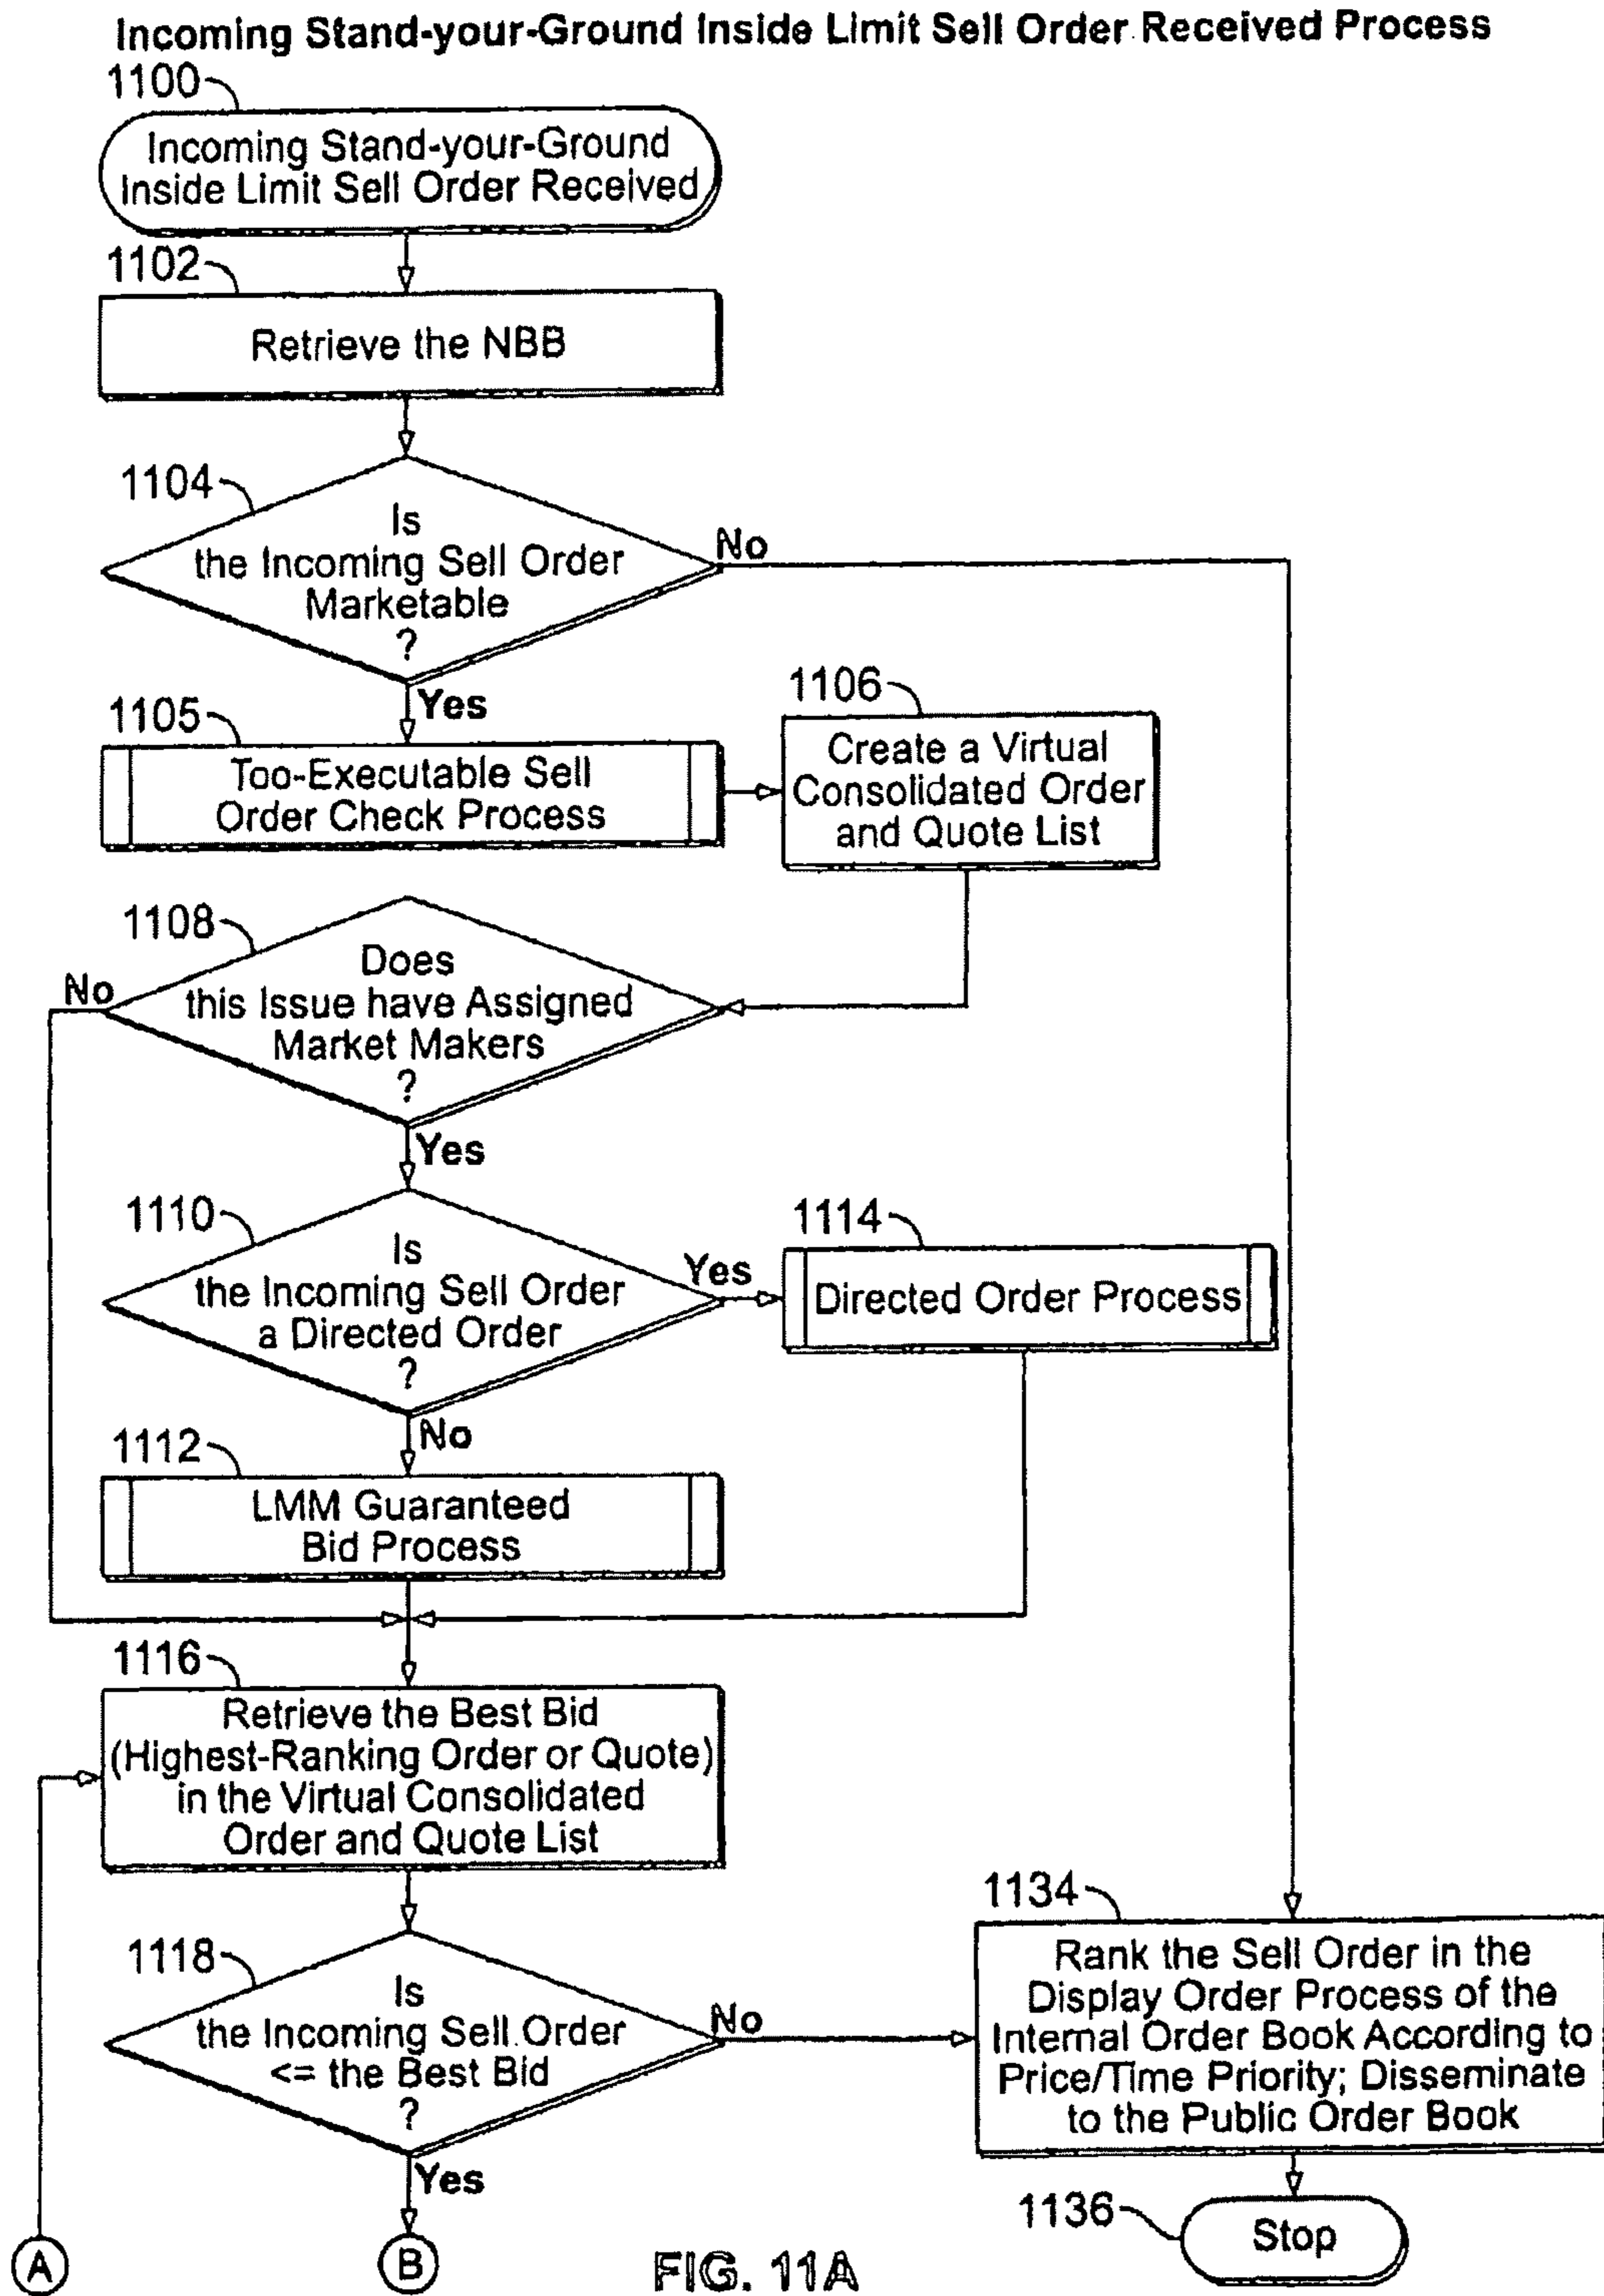 Incoming Stand-your-Ground Inside Limit Sell Order Received Process
1100
Incoming Stand-your-Ground
Inside Limit Sell Order Received
1102
Retrieve the NBB
1104
Is
the Incoming Sell Order
Marketable
?
No
Yes
1105
Too-Executable Sell
Order Check Process
1106
Create a Virtual
Consolidated Order
and Quote List
1108
Does
this Issue have Assigned
Market Makers
?
No
Yes
1110
Is
the Incoming Sell Order
a Directed Order
?
Yes
1114
Directed Order Process
No
1112
LMM Guaranteed
Bid Process
1116
Retrieve the Best Bid
(Highest-Ranking Order or Quote)
in the Virtual Consolidated
Order and Quote List
1118
Is
the Incoming Sell Order
<= the Best Bid
?
No
Yes
1134
Rank the Sell Order in the
Display Order Process of the
Internal Order Book According to
Price/Time Priority; Disseminate
to the Public Order Book
1136
Stop
A
B
FIG. 11A